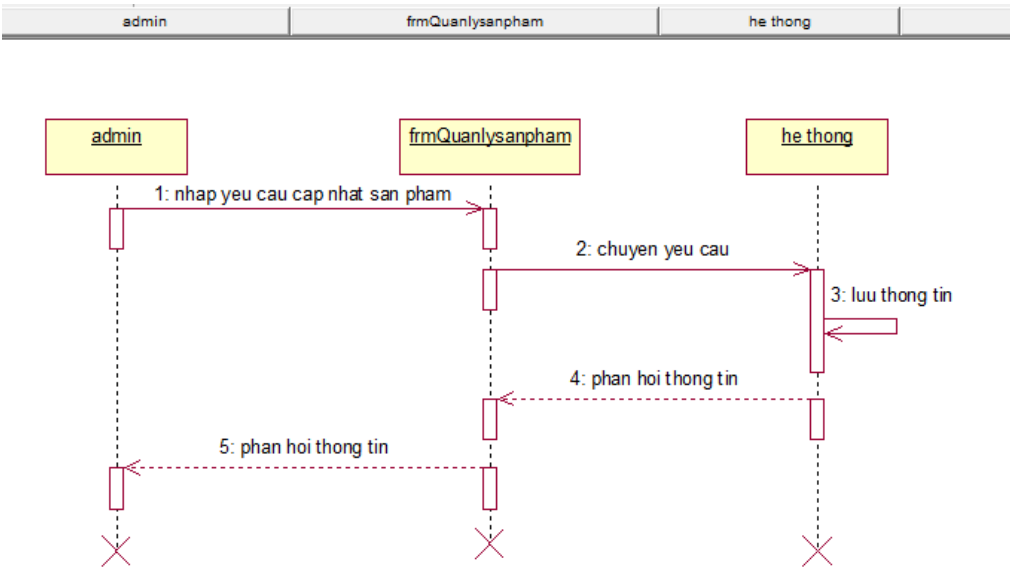 admin
frmQuanlysanpham
he thong
admin
frmQuanlysanpham
he thong
1: nhap yeu cau cap nhat san pham
2: chuyen yeu cau
3: luu thong tin
4: phan hoi thong tin
5: phan hoi thong tin